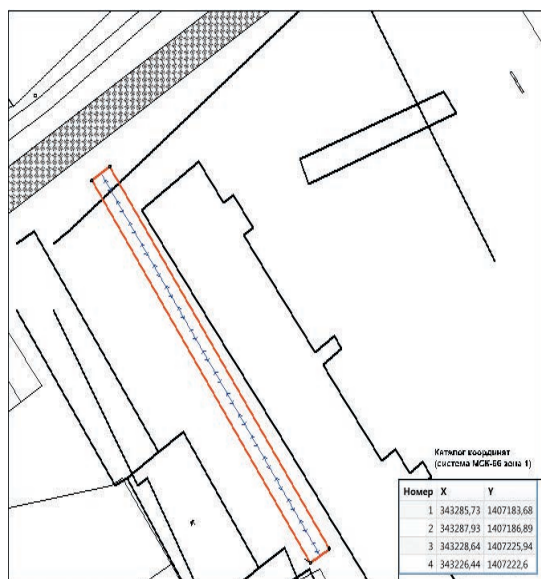 Каталог координат
(система МСК-66 зона 1)
Номер X Y
1 343285,73 1407183,68
2 343287,93 1407186,89
3 343228,64 1407225,94
4 343226,44 1407222,6
К